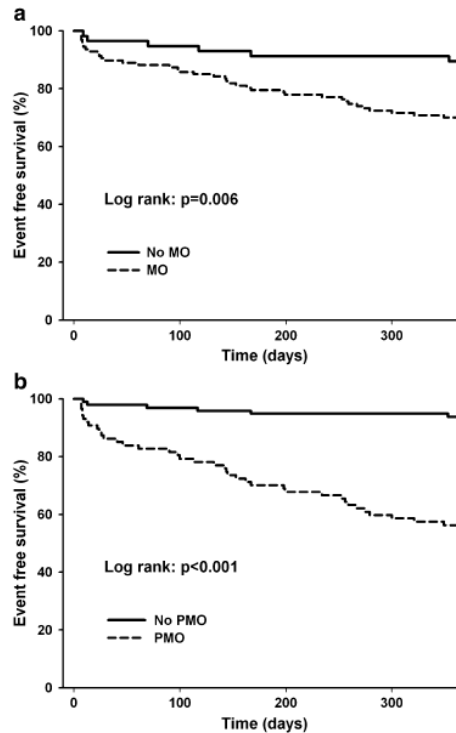 a
Event free survival (%)
100
80
60
40
20
0
Log rank: p=0.006
No MO
MO
0 100 200 300
Time (days)
b
Event free survival (%)
100
80
60
40
20
0
Log rank: p<0.001
No PMO
PMO
0 100 200 300
Time (days)